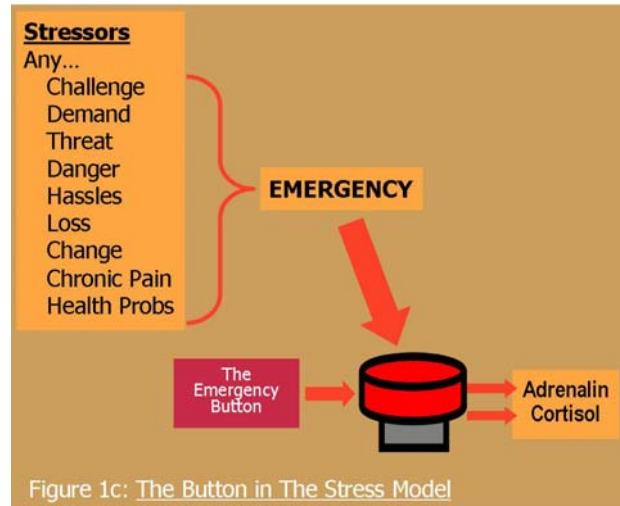 Stressors
Any...
Challenge
Demand
Threat
Danger
Hassles
Loss
Change
Chronic Pain
Health Probs
EMERGENCY
The
Emergency
Button
Adrenalin
Cortisol
Figure 1c: The Button in The Stress Model